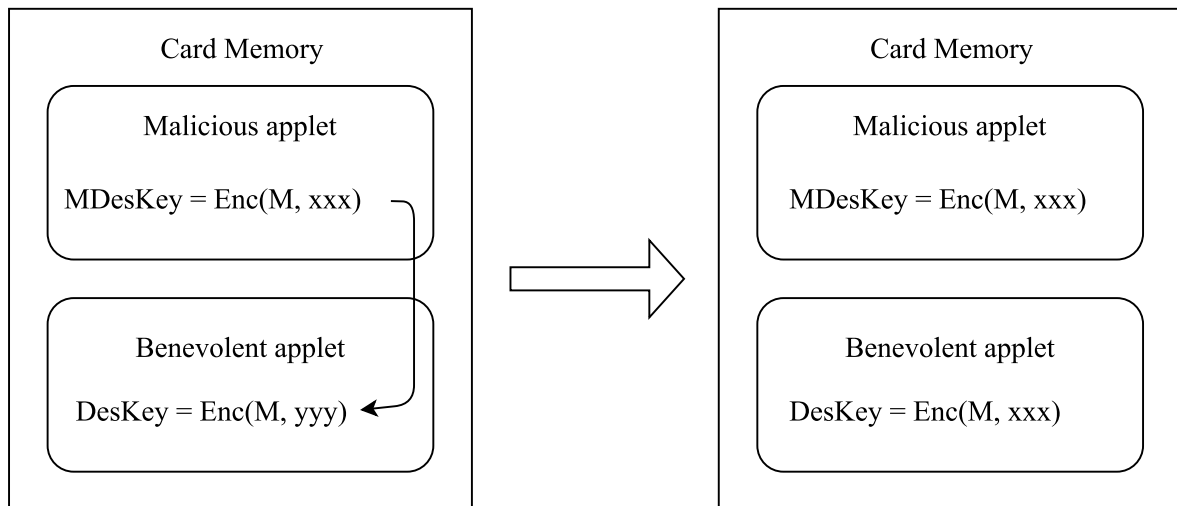 Card Memory
Malicious applet
MDesKey = Enc(M, xxx)
Benevolent applet
DesKey = Enc(M, yyy)
Card Memory
Malicious applet
MDesKey = Enc(M, xxx)
Benevolent applet
DesKey = Enc(M, xxx)